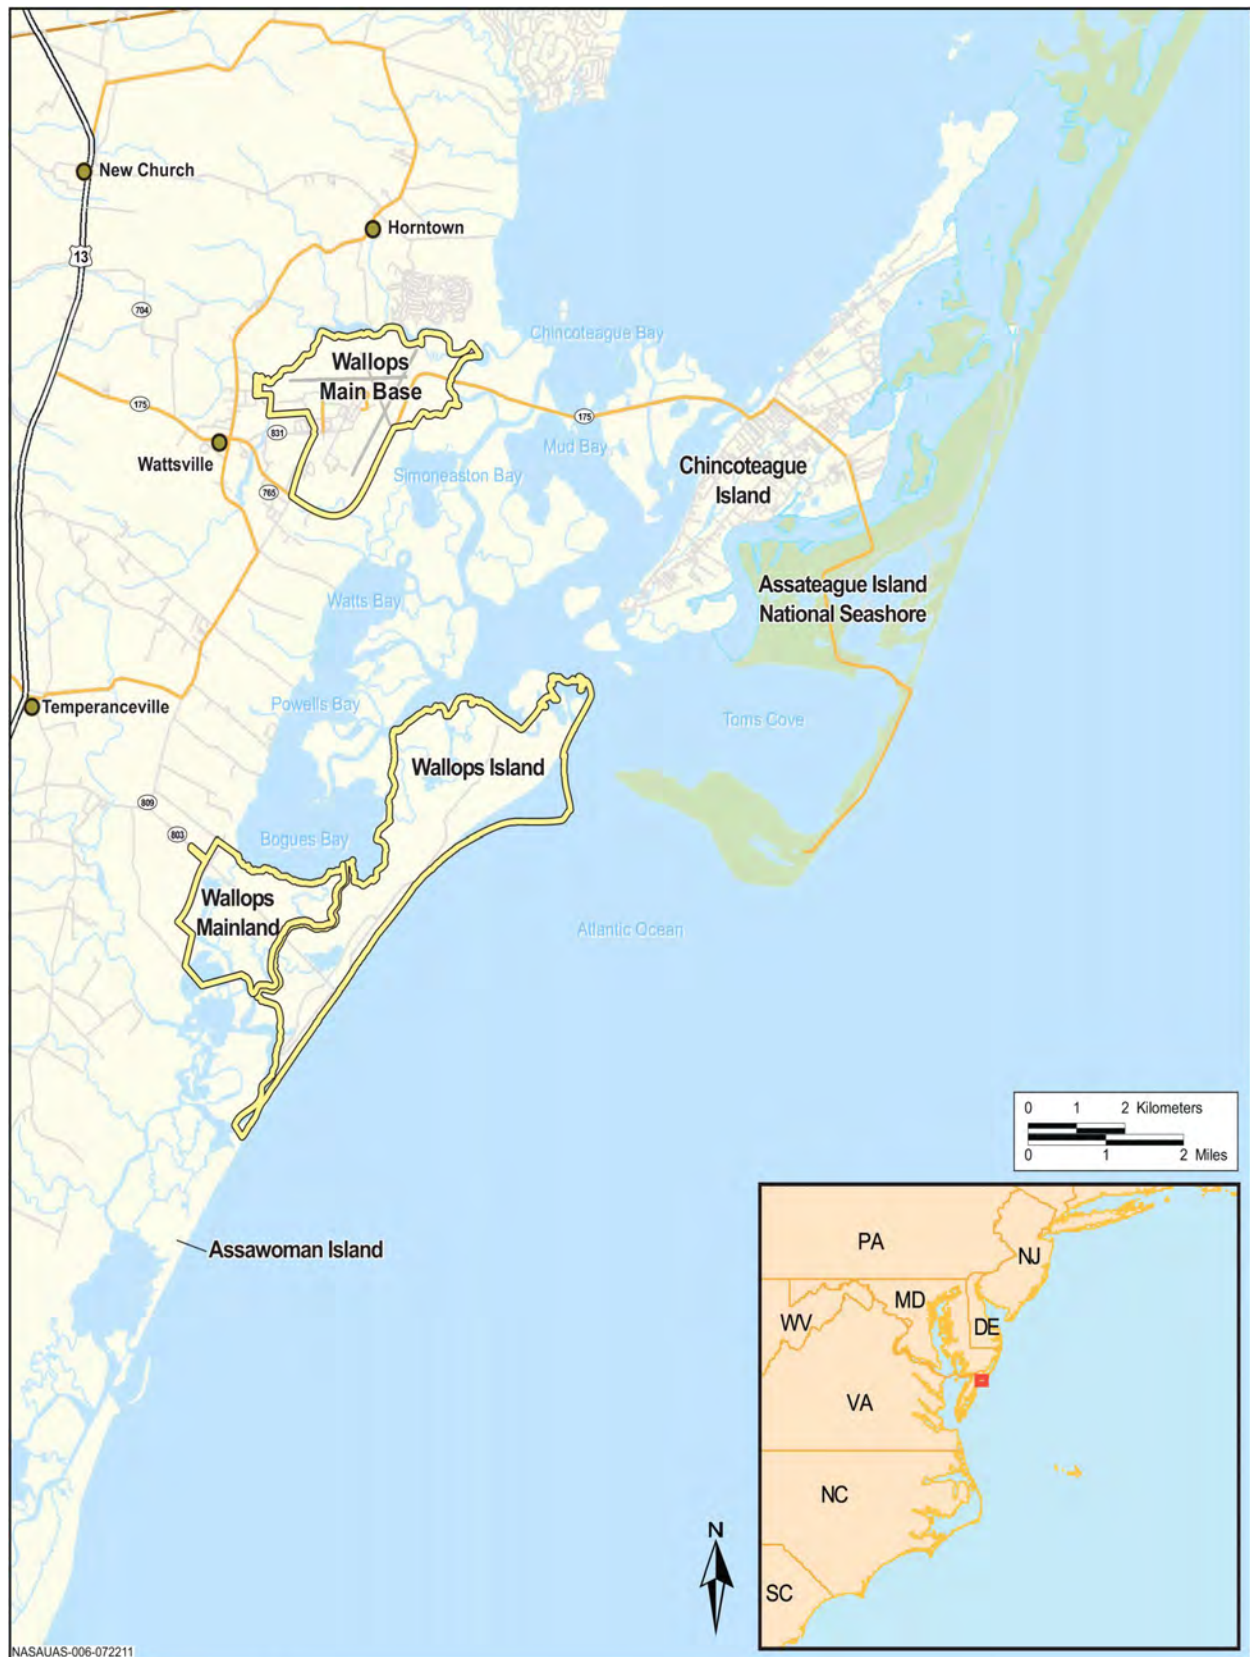 New Church
Horntown
13
704
Chincoteague Bay
Wallops
Main Base
175
175
831
Mud Bay
Wattsville
Simoneaston Bay
Chincoteague
Island
765
Assateague Island
National Seashore
Watts Bay
Powells Bay
Temperanceville
Toms Cove
Wallops Island
809
803
Bogues Bay
Wallops
Mainland
Atlantic Ocean
0 1 2 Kilometers
0 1 2 Miles
Assawoman Island
PA
NJ
MD
WV
DE
VA
NC
SC
N
NASAUAS-006-072211